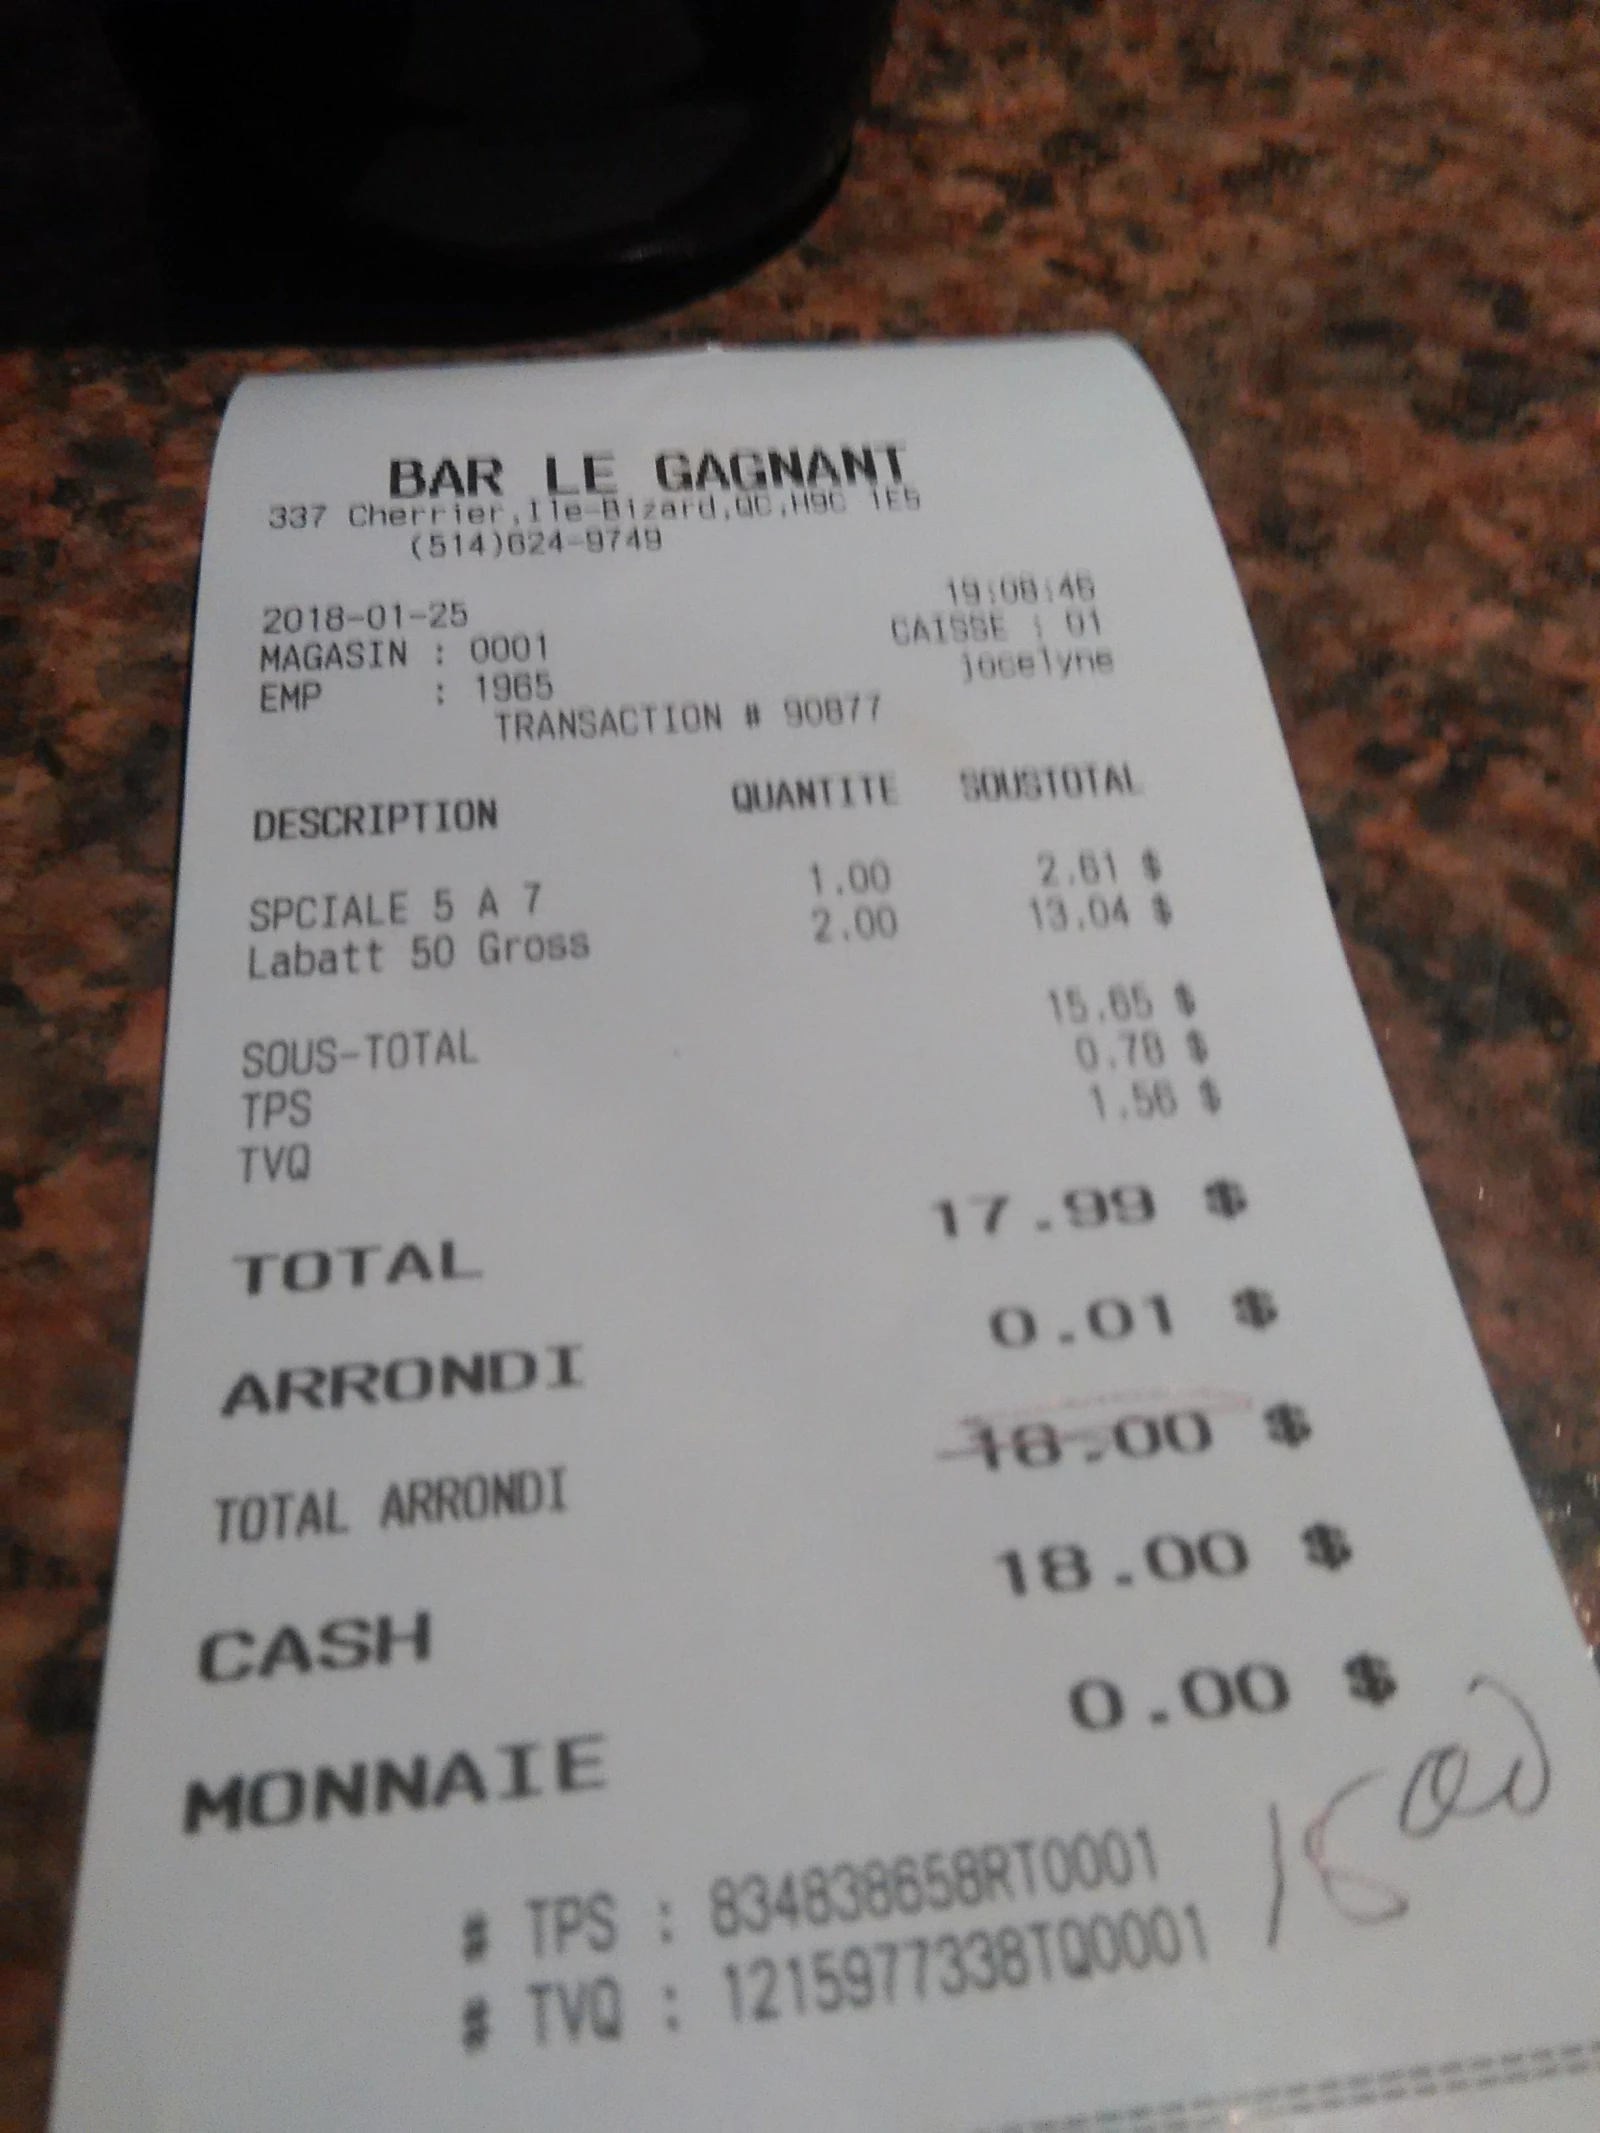 BAR LE GAGNANT
337 Cherrier,Ile-Bizard,QC,H9C 1E5
(514)624-9749
2018-01-25 19:08:46
MAGASIN : 0001 CAISSE : 01
EMP : 1965 jocelyne
TRANSACTION # 90877
DESCRIPTION QUANTITE SOUSTOTAL
SPCIALE 5 A 7 1.00 2.61 $
Labatt 50 Gross 2.00 13.04 $
SOUS-TOTAL 15.65 $
TPS 0.78 $
TVQ 1.56 $
TOTAL 17.99 $
ARRONDI 0.01 $
TOTAL ARRONDI 18.00 $
CASH 18.00 $
MONNAIE 0.00 $
# TPS : 834838658RT0001
# TVQ : 1215977338TQ0001